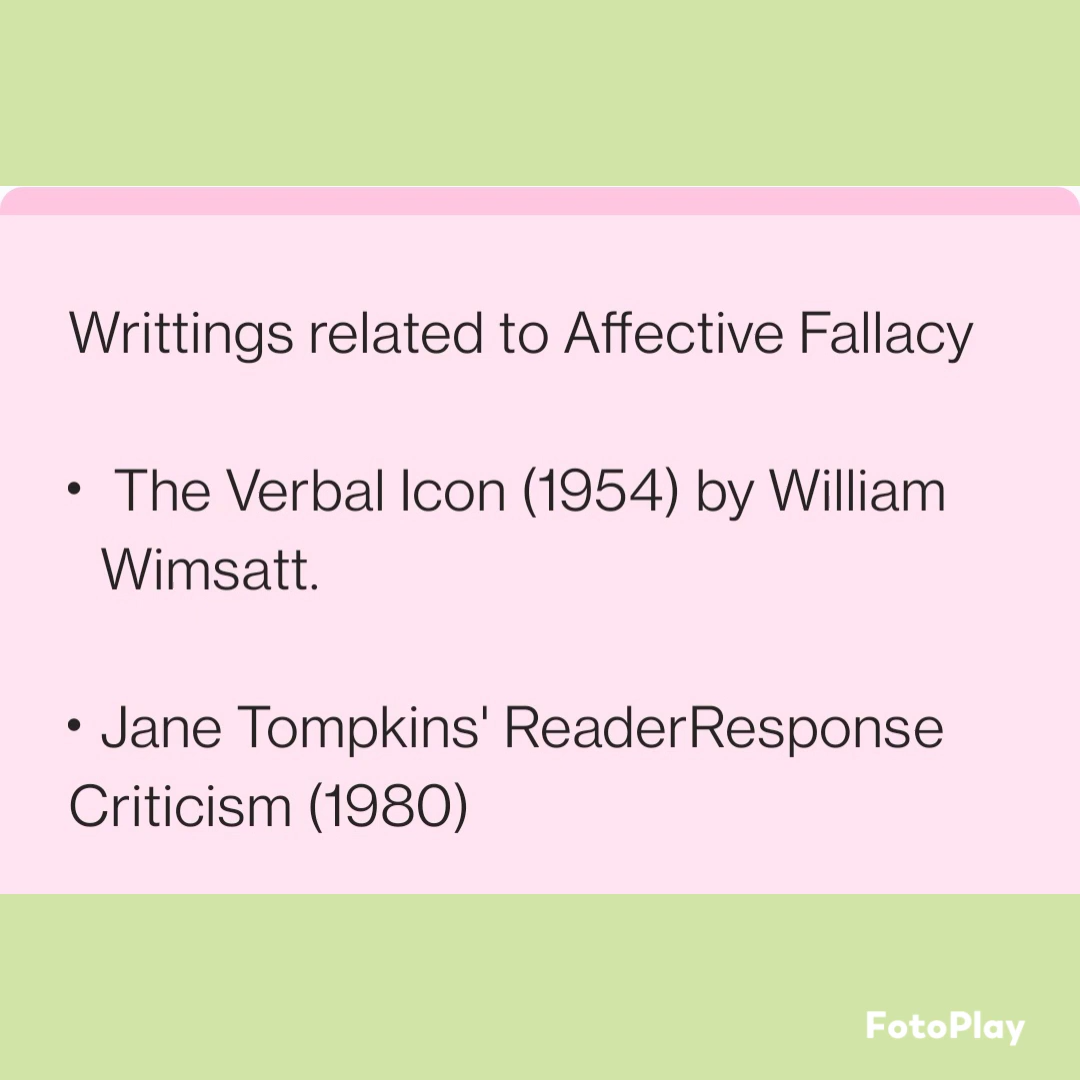 Writtings related to Affective Fallacy
• The Verbal Icon (1954) by William
Wimsatt.
• Jane Tompkins' ReaderResponse
Criticism (1980)
FotoPlay